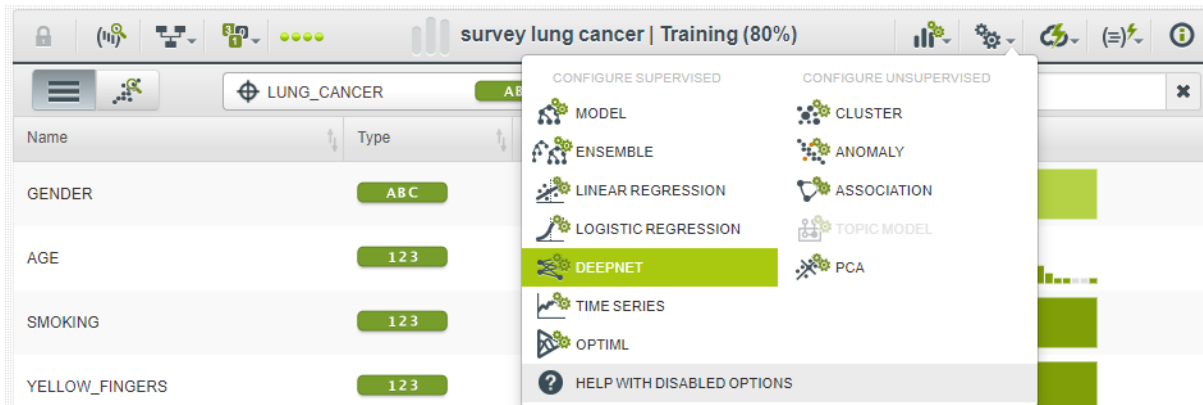 survey lung cancer | Training (80%)
LUNG_CANCER
CONFIGURE SUPERVISED
CONFIGURE UNSUPERVISED
MODEL
CLUSTER
ENSEMBLE
ANOMALY
LINEAR REGRESSION
ASSOCIATION
LOGISTIC REGRESSION
TOPIC MODEL
DEEPNET
PCA
TIME SERIES
OPTIML
HELP WITH DISABLED OPTIONS
Name
Type
GENDER
ABC
AGE
123
SMOKING
123
YELLOW_FINGERS
123